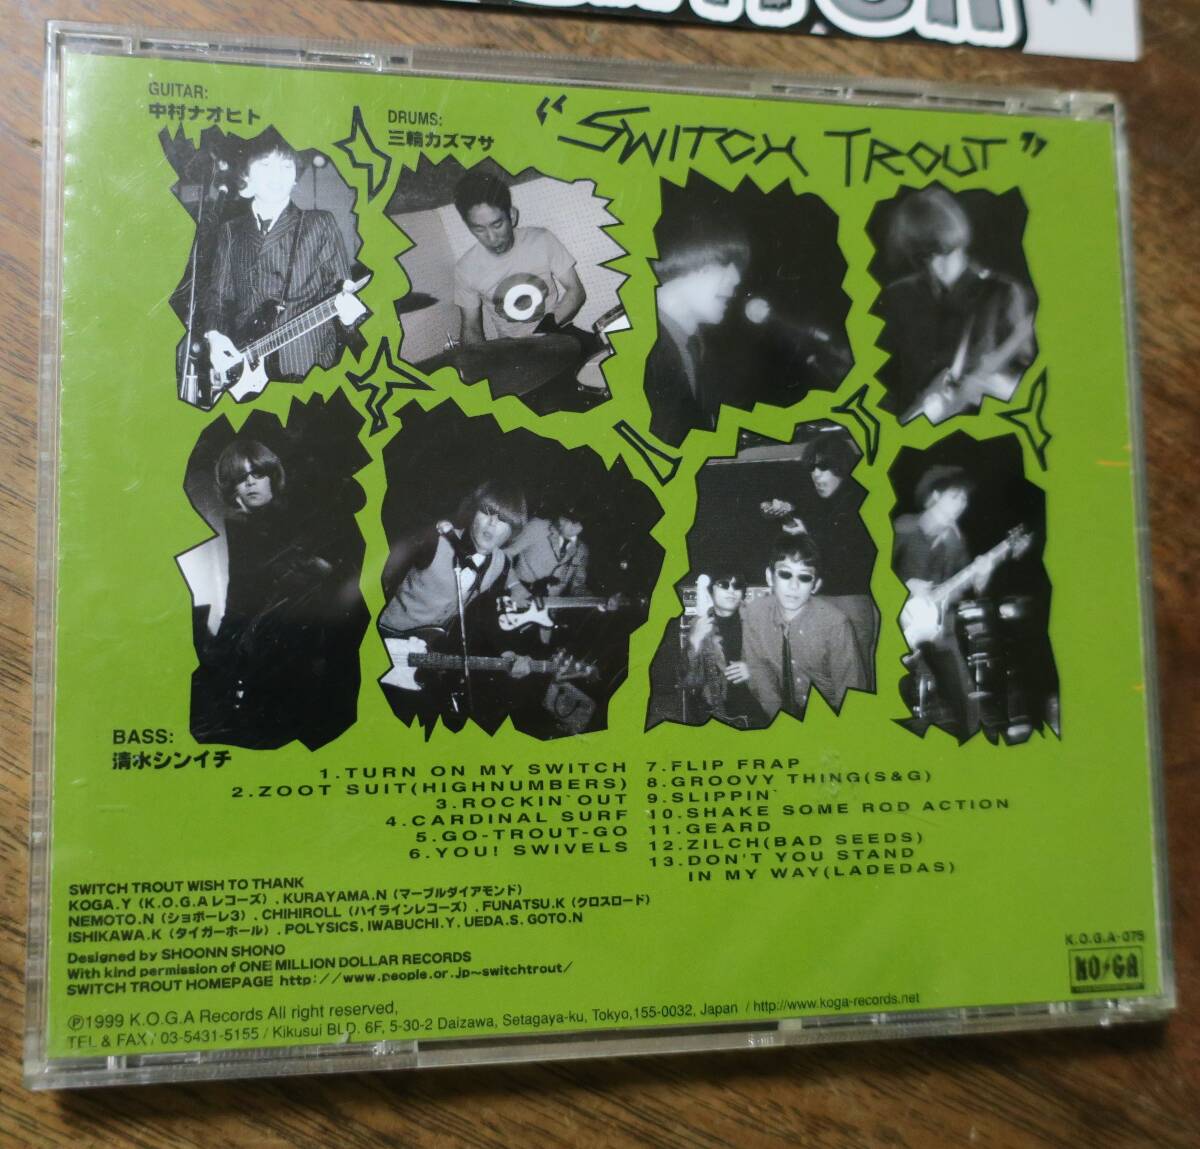 GUITAR:
中村ナオヒト
DRUMS:
三輪カズマサ
"SWITCH TROUT"
BASS:
清水シンイチ
1.TURN ON MY SWITCH
2.ZOOT SUIT(HIGHNUMBERS)
3.ROCKIN`OUT
4.CARDINAL SURF
5.GO-TROUT-GO
6.YOU! SWIVELS
7.FLIP FRAP
8.GROOVY THING(S&G)
9.SLIPPIN`
10.SHAKE SOME ROD ACTION
11.GEARD
12.ZILCH(BAD SEEDS)
13.DON'T YOU STAND
IN MY WAY(LADEDAS)
SWITCH TROUT WISH TO THANK
KOGA.Y (K.O.G.Aレコーズ) , KURAYAMA.N (マーブルダイアモンド)
NEMOTO.N (ショボーレ3) , CHIHIROLL (ハイラインレコーズ) , FUNATSU.K (クロスロード)
ISHIKAWA.K (タイガーホール) , POLYSICS, IWABUCHI.Y, UEDA.S, GOTO.N
Designed by SHOONN SHONO
With kind permission of ONE MILLION DOLLAR RECORDS
SWITCH TROUT HOMEPAGE http://www.people.or.jp~switchtrout/
K.O.G.A-075
KO GA
℗1999 K.O.G.A Records All right reserved,
TEL & FAX / 03-5431-5155 / Kikusui BLD. 6F, 5-30-2 Daizawa, Setagaya-ku, Tokyo,155-0032, Japan / http://www.koga-records.net